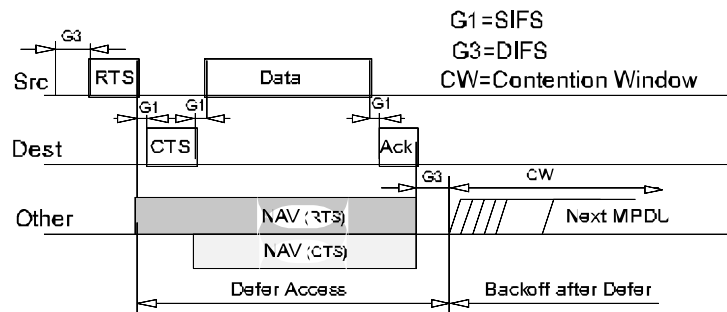 G1=SIFS
G3=DIFS
CW=Contention Window
G3
Src
RTS
Data
G1
G1
G1
Dest
CTS
Ack
G3
CW
Other
NAV (RTS)
Next MPDU
NAV (CTS)
Defer Access
Backoff after Defer